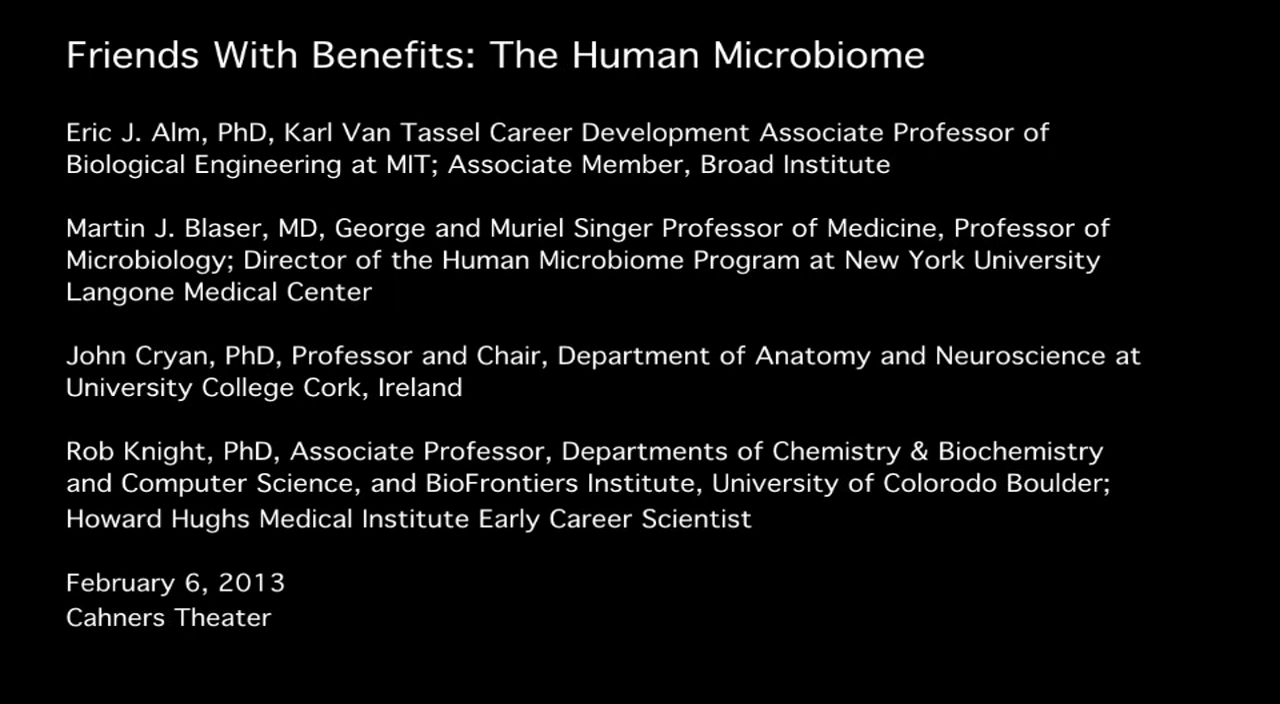 Friends With Benefits: The Human Microbiome
Eric J. Alm, PhD, Karl Van Tassel Career Development Associate Professor of
Biological Engineering at MIT; Associate Member, Broad Institute
Martin J. Blaser, MD, George and Muriel Singer Professor of Medicine, Professor of
Microbiology; Director of the Human Microbiome Program at New York University
Langone Medical Center
John Cryan, PhD, Professor and Chair, Department of Anatomy and Neuroscience at
University College Cork, Ireland
Rob Knight, PhD, Associate Professor, Departments of Chemistry & Biochemistry
and Computer Science, and BioFrontiers Institute, University of Colorodo Boulder;
Howard Hughs Medical Institute Early Career Scientist
February 6, 2013
Cahners Theater